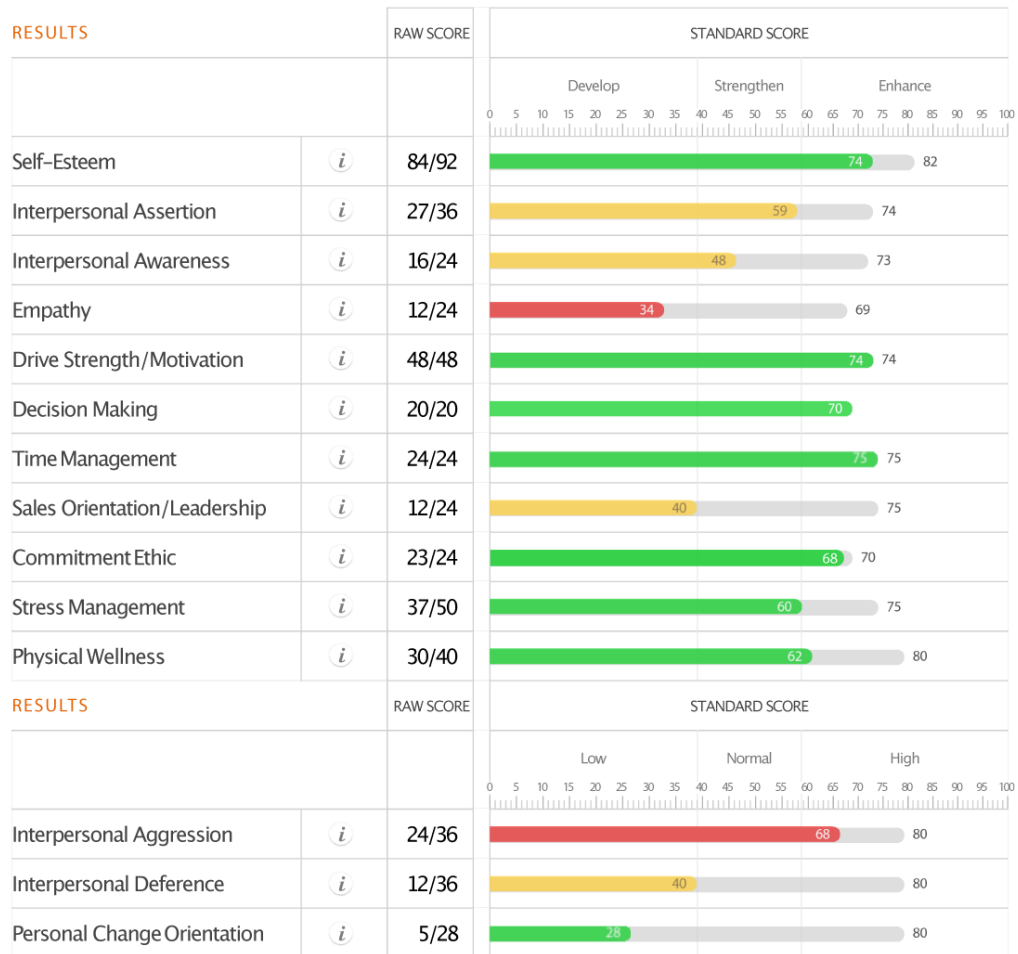 RESULTS RAW SCORE STANDARD SCORE
Develop Strengthen Enhance
0 5 10 15 20 25 30 35 40 45 50 55 60 65 70 75 80 85 90 95 100
Self-Esteem i 84/92 74 82
Interpersonal Assertion i 27/36 59 74
Interpersonal Awareness i 16/24 48 73
Empathy i 12/24 34 69
Drive Strength/Motivation i 48/48 74 74
Decision Making i 20/20 70
Time Management i 24/24 75 75
Sales Orientation/Leadership i 12/24 40 75
Commitment Ethic i 23/24 68 70
Stress Management i 37/50 60 75
Physical Wellness i 30/40 62 80
RESULTS RAW SCORE STANDARD SCORE
Low Normal High
0 5 10 15 20 25 30 35 40 45 50 55 60 65 70 75 80 85 90 95 100
Interpersonal Aggression i 24/36 68 80
Interpersonal Deference i 12/36 40 80
Personal Change Orientation i 5/28 28 80